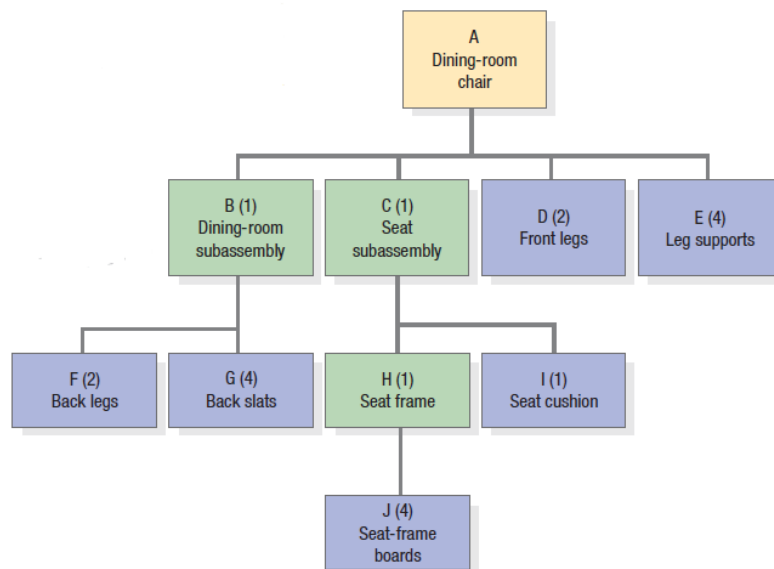 A
Dining-room
chair
B (1)
Dining-room
subassembly
C (1)
Seat
subassembly
D (2)
Front legs
E (4)
Leg supports
F (2)
Back legs
G (4)
Back slats
H (1)
Seat frame
I (1)
Seat cushion
J (4)
Seat-frame
boards